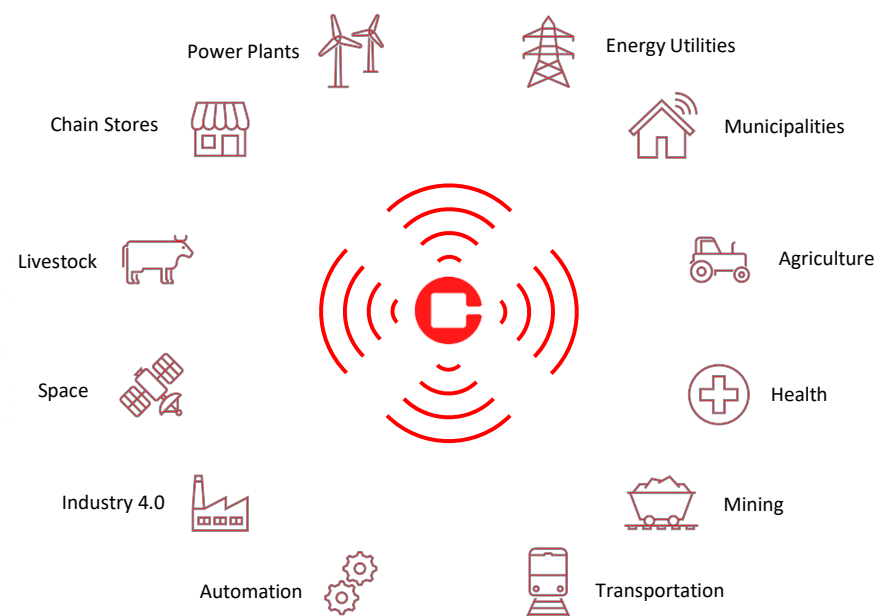 Power Plants
Energy Utilities
Chain Stores
Municipalities
Livestock
Agriculture
Space
Health
Industry 4.0
Mining
Automation
Transportation